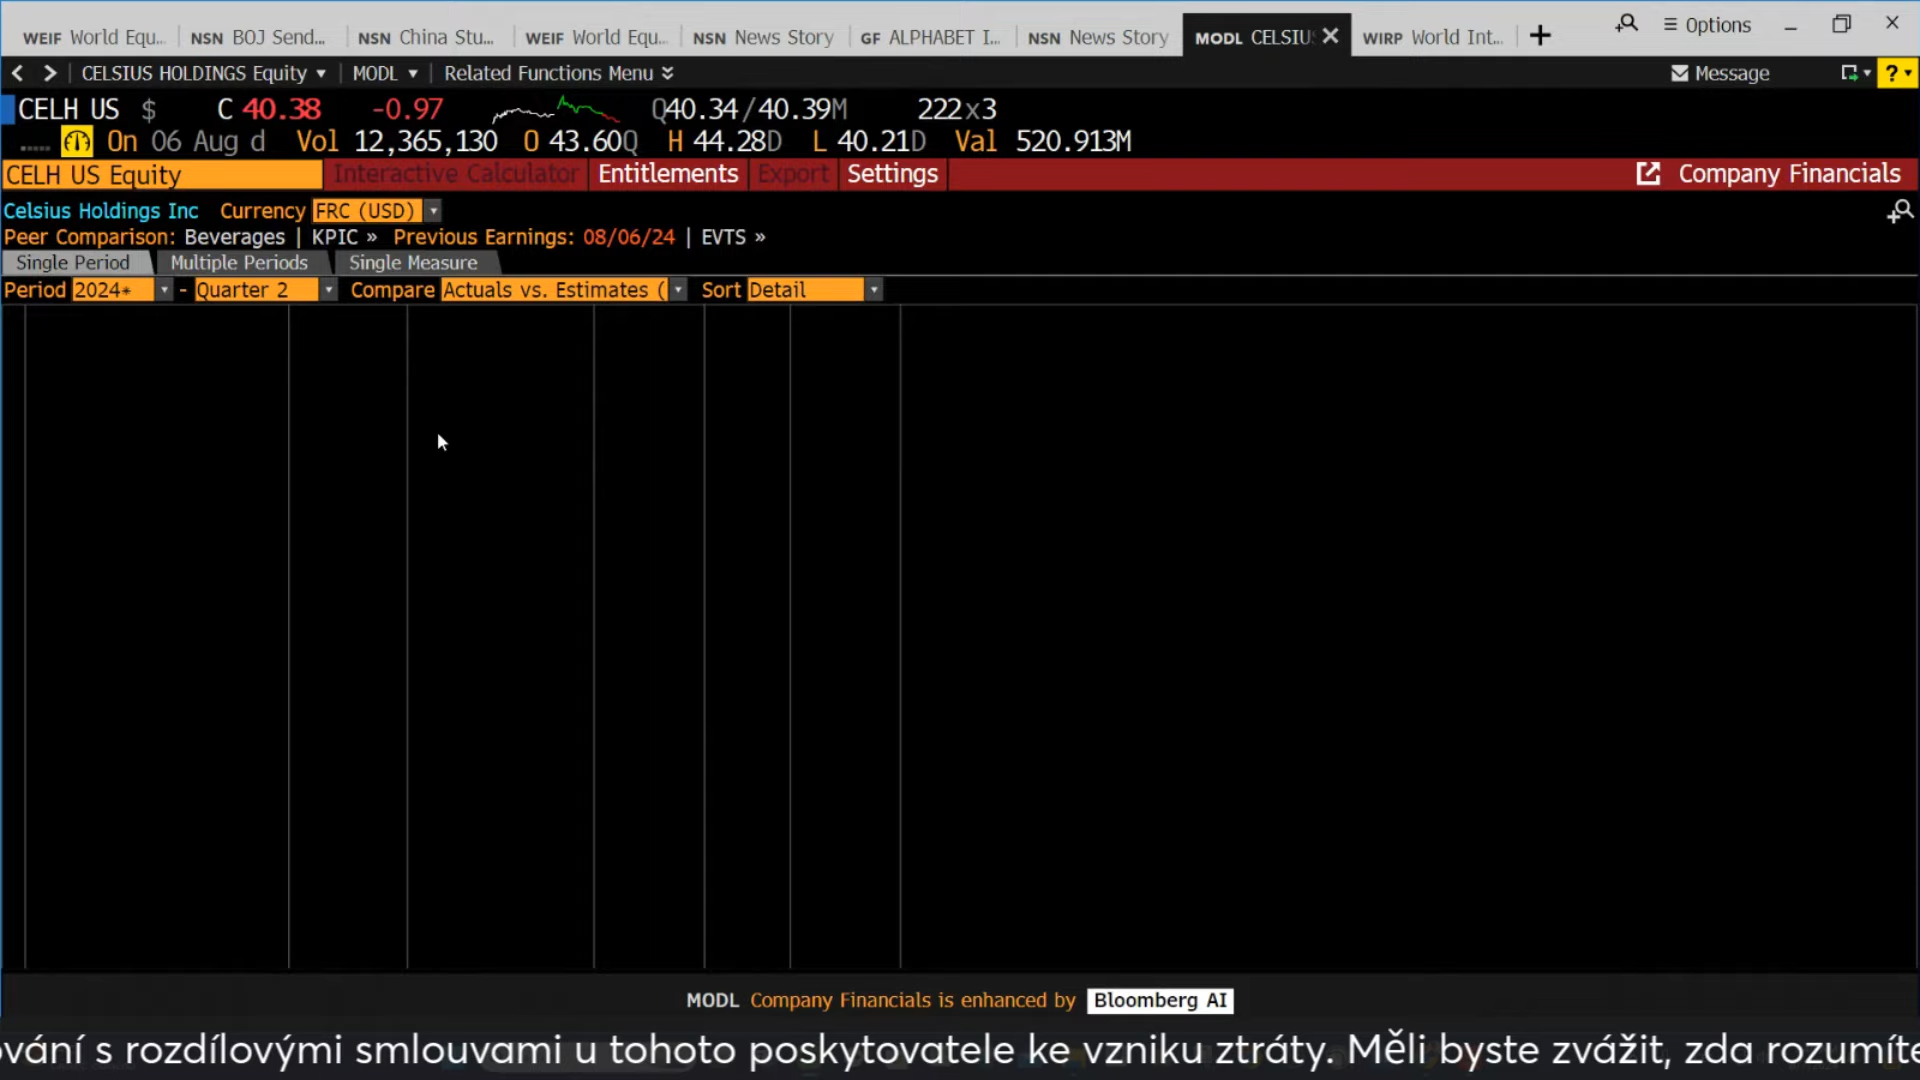 WEIF World Equ... NSN BOJ Send... NSN China Stu... WEIF World Equ... NSN News Story GF ALPHABET I... NSN News Story MODL CELSIU WIRP World Int... Options
CELSIUS HOLDINGS Equity MODL Related Functions Menu Message ?
CELH US $ C 40.38 -0.97 Q40.34/40.39M 222x3
On 06 Aug d Vol 12,365,130 O 43.60Q H 44.28D L 40.21D Val 520.913M
CELH US Equity Interactive Calculator Entitlements Export Settings Company Financials
Celsius Holdings Inc Currency FRC (USD)
Peer Comparison: Beverages | KPIC » Previous Earnings: 08/06/24 | EVTS »
Single Period Multiple Periods Single Measure
Period 2024* - Quarter 2 Compare Actuals vs. Estimates ( Sort Detail
MODL Company Financials is enhanced by Bloomberg AI
ování s rozdílovými smlouvami u tohoto poskytovatele ke vzniku ztráty. Měli byste zvážit, zda rozumíte